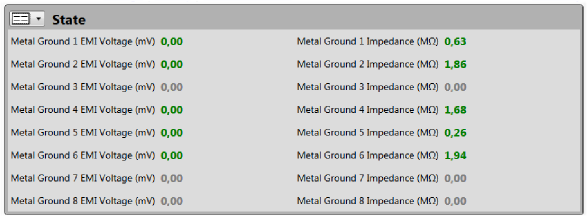 State
Metal Ground 1 EMI Voltage (mV) 0,00 Metal Ground 1 Impedance (MΩ) 0,63
Metal Ground 2 EMI Voltage (mV) 0,00 Metal Ground 2 Impedance (MΩ) 1,86
Metal Ground 3 EMI Voltage (mV) 0,00 Metal Ground 3 Impedance (MΩ) 0,00
Metal Ground 4 EMI Voltage (mV) 0,00 Metal Ground 4 Impedance (MΩ) 1,68
Metal Ground 5 EMI Voltage (mV) 0,00 Metal Ground 5 Impedance (MΩ) 0,26
Metal Ground 6 EMI Voltage (mV) 0,00 Metal Ground 6 Impedance (MΩ) 1,94
Metal Ground 7 EMI Voltage (mV) 0,00 Metal Ground 7 Impedance (MΩ) 0,00
Metal Ground 8 EMI Voltage (mV) 0,00 Metal Ground 8 Impedance (MΩ) 0,00